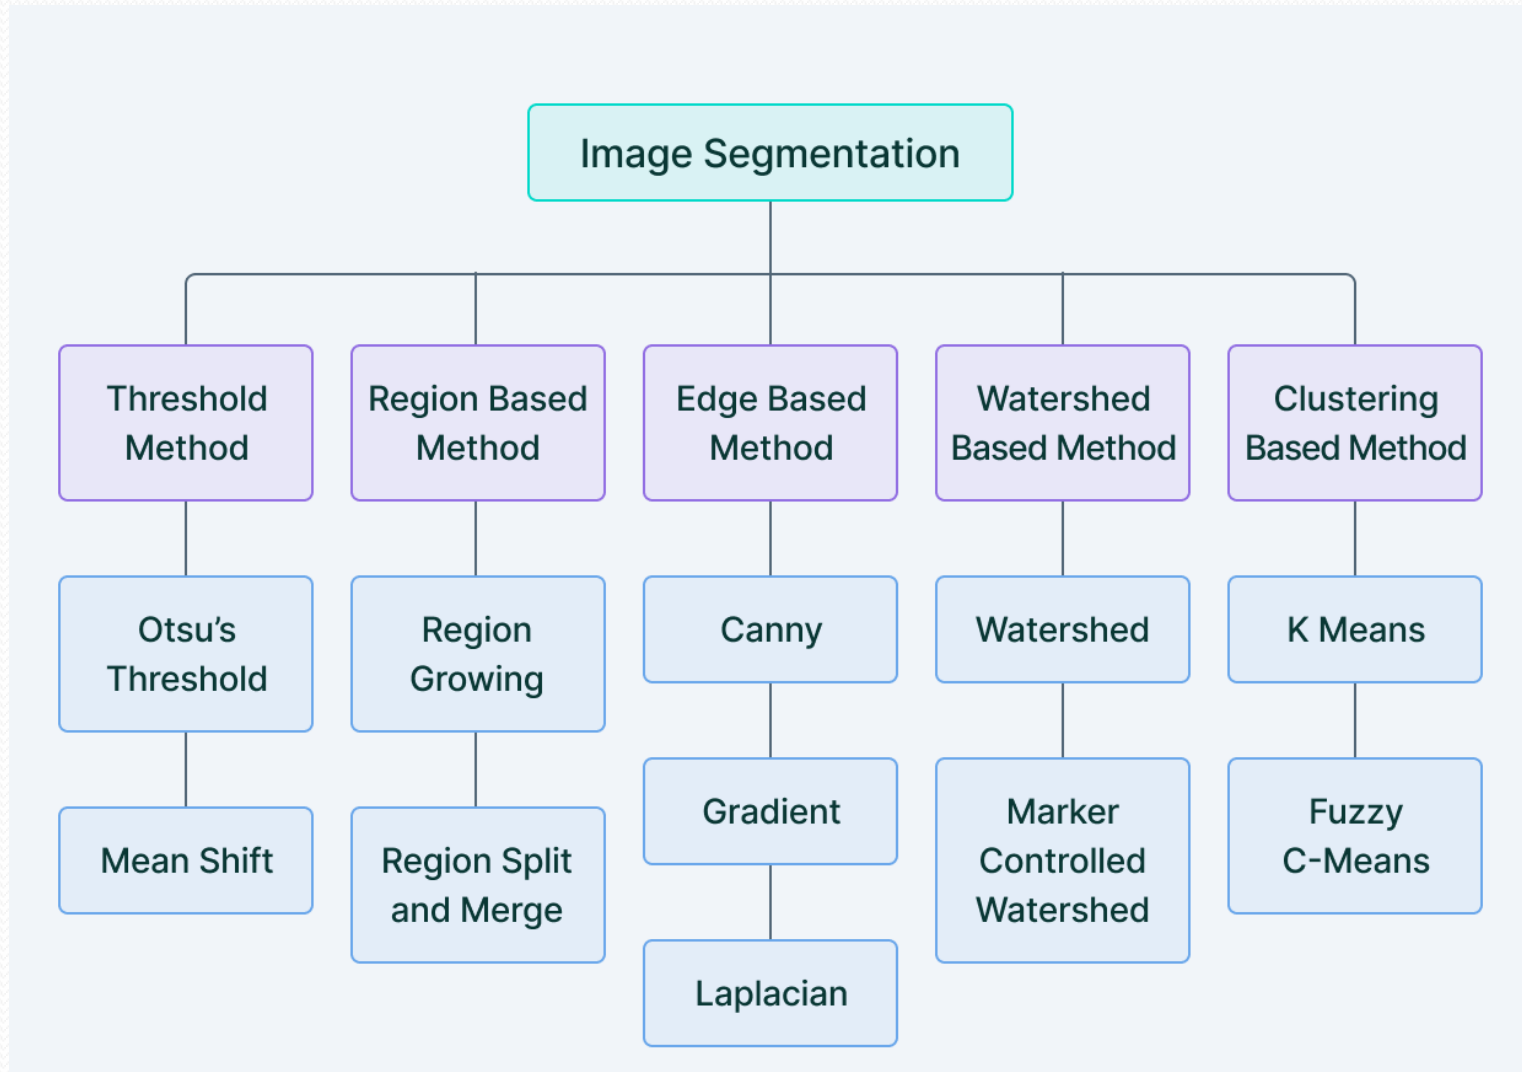 Image Segmentation
Threshold
Method
Region Based
Method
Edge Based
Method
Watershed
Based Method
Clustering
Based Method
Otsu’s
Threshold
Region
Growing
Canny
Watershed
K Means
Mean Shift
Region Split
and Merge
Gradient
Marker
Controlled
Watershed
Fuzzy
C-Means
Laplacian